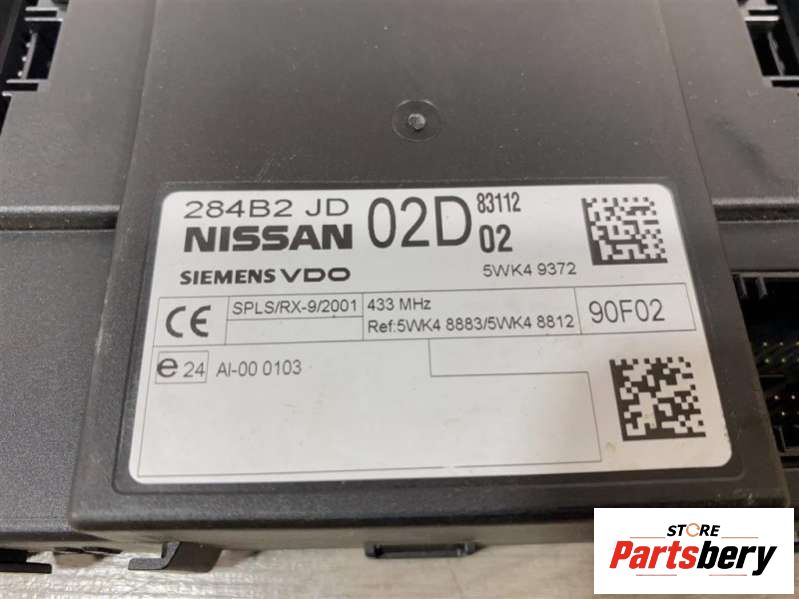 284B2 JD 02D 83112
NISSAN 02
SIEMENS VDO 5WK4 9372
CE SPLS/RX-9/2001 433 MHz
Ref:5WK4 8883/5WK4 8812 90F02
e 24 AI-00 0103
STORE
Partsbery